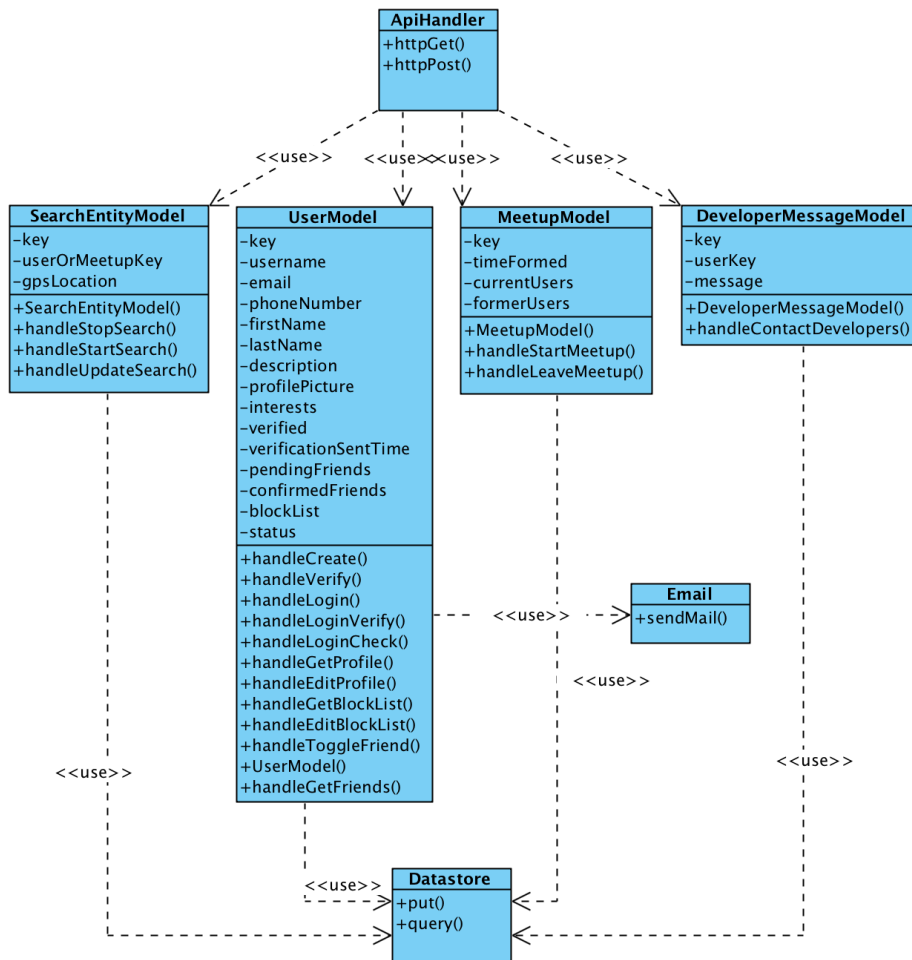 ApiHandler
+httpGet()
+httpPost()
<<use>>
<<use>>
<<use>>
<<use>>
SearchEntityModel
-key
-userOrMeetupKey
-gpsLocation
+SearchEntityModel()
+handleStopSearch()
+handleStartSearch()
+handleUpdateSearch()
UserModel
-key
-username
-email
-phoneNumber
-firstName
-lastName
-description
-profilePicture
-interests
-verified
-verificationSentTime
-pendingFriends
-confirmedFriends
-blockList
-status
+handleCreate()
+handleVerify()
+handleLogin()
+handleLoginVerify()
+handleLoginCheck()
+handleGetProfile()
+handleEditProfile()
+handleGetBlockList()
+handleEditBlockList()
+handleToggleFriend()
+UserModel()
+handleGetFriends()
MeetupModel
-key
-timeFormed
-currentUsers
-formerUsers
+MeetupModel()
+handleStartMeetup()
+handleLeaveMeetup()
DeveloperMessageModel
-key
-userKey
-message
+DeveloperMessageModel()
+handleContactDevelopers()
<<use>>
Email
+sendMail()
<<use>>
<<use>>
<<use>>
<<use>>
Datastore
+put()
+query()